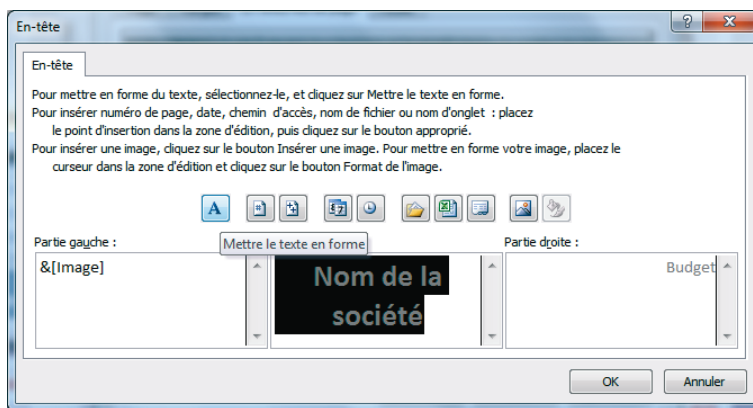 En-tête
En-tête
Pour mettre en forme du texte, sélectionnez-le, et cliquez sur Mettre le texte en forme.
Pour insérer numéro de page, date, chemin d'accès, nom de fichier ou nom d'onglet : placez
le point d'insertion dans la zone d'édition, puis cliquez sur le bouton approprié.
Pour insérer une image, cliquez sur le bouton Insérer une image. Pour mettre en forme votre image, placez le
curseur dans la zone d'édition et cliquez sur le bouton Format de l'image.
A
Partie gauche :
Mettre le texte en forme
Partie droite :
&[Image]
Nom de la
société
Budget
OK
Annuler